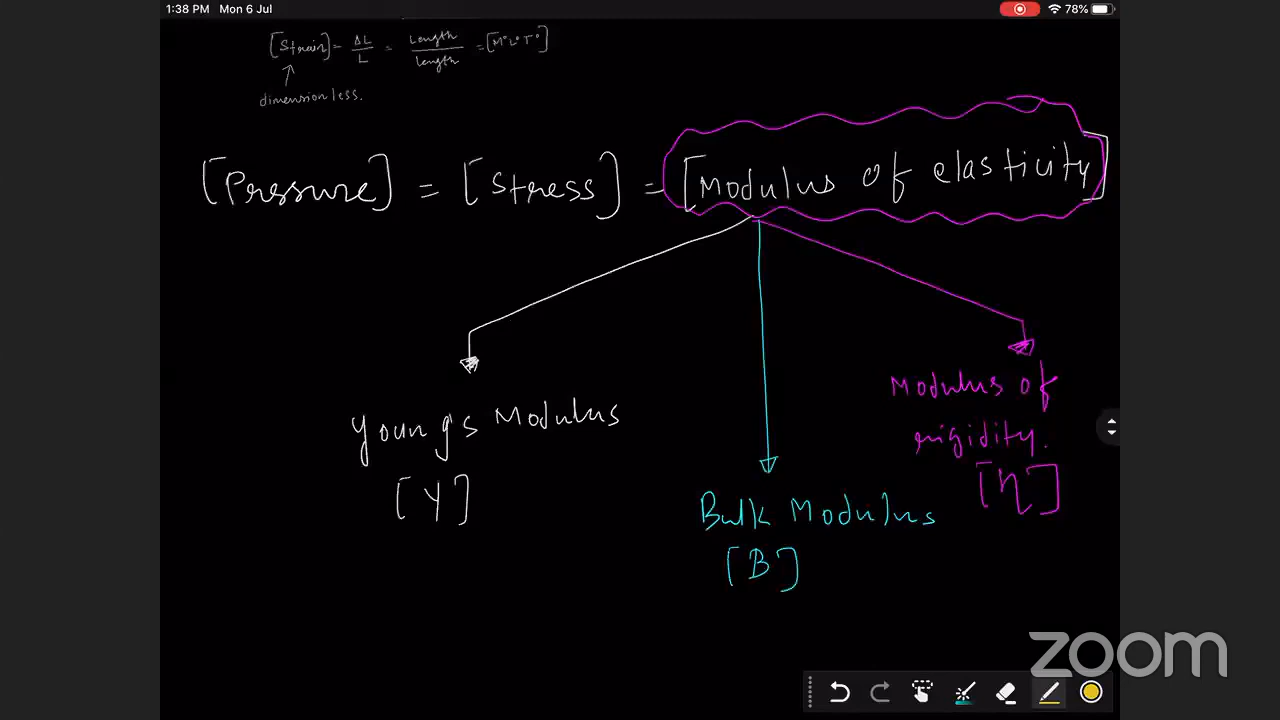 1:38 PM Mon 6 Jul
78%
[Strain] = ΔL/L = Length/length = [M⁰L⁰T⁰]
dimensionless.
[Pressure] = [Stress] = [Modulus of elasticity]
Young's Modulus
[Y]
Modulus of
rigidity.
[η]
Bulk Modulus
[B]
zoom